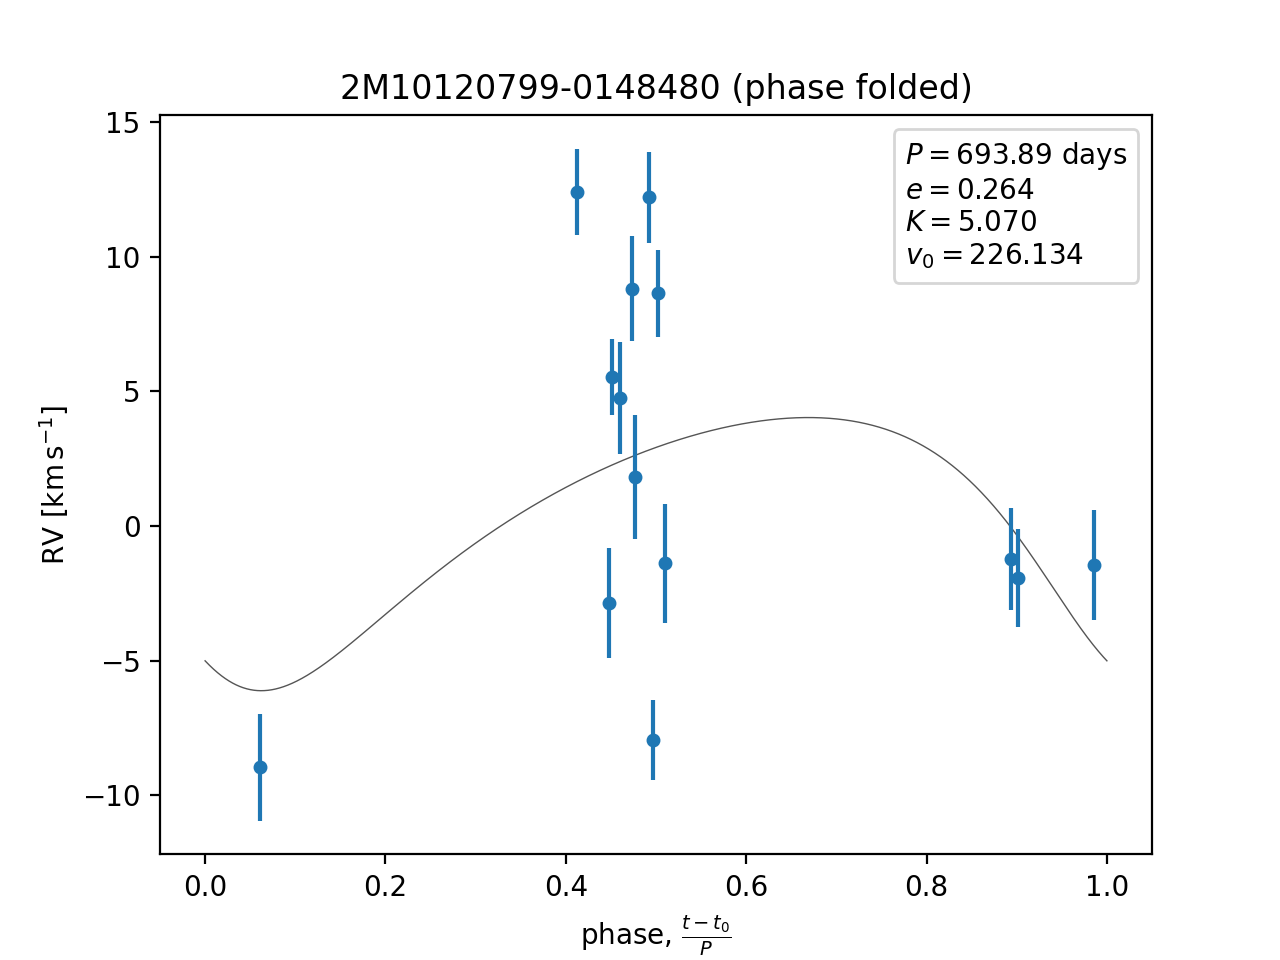 2M10120799-0148480 (phase folded)
P = 693.89 days
e = 0.264
K = 5.070
v₀ = 226.134
15
10
5
0
−5
−10
RV [km s⁻¹]
0.0 0.2 0.4 0.6 0.8 1.0
phase, (t − t₀)/P